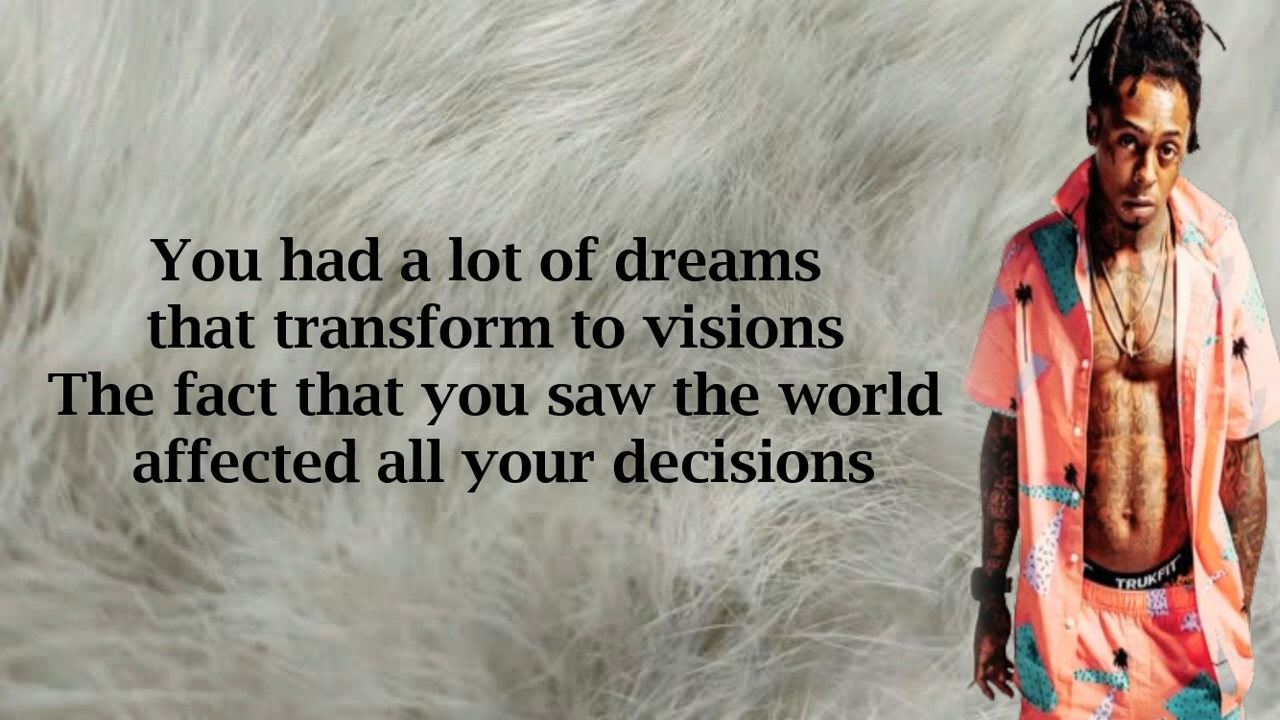 You had a lot of dreams
that transform to visions
The fact that you saw the world
affected all your decisions
TRUKFIT